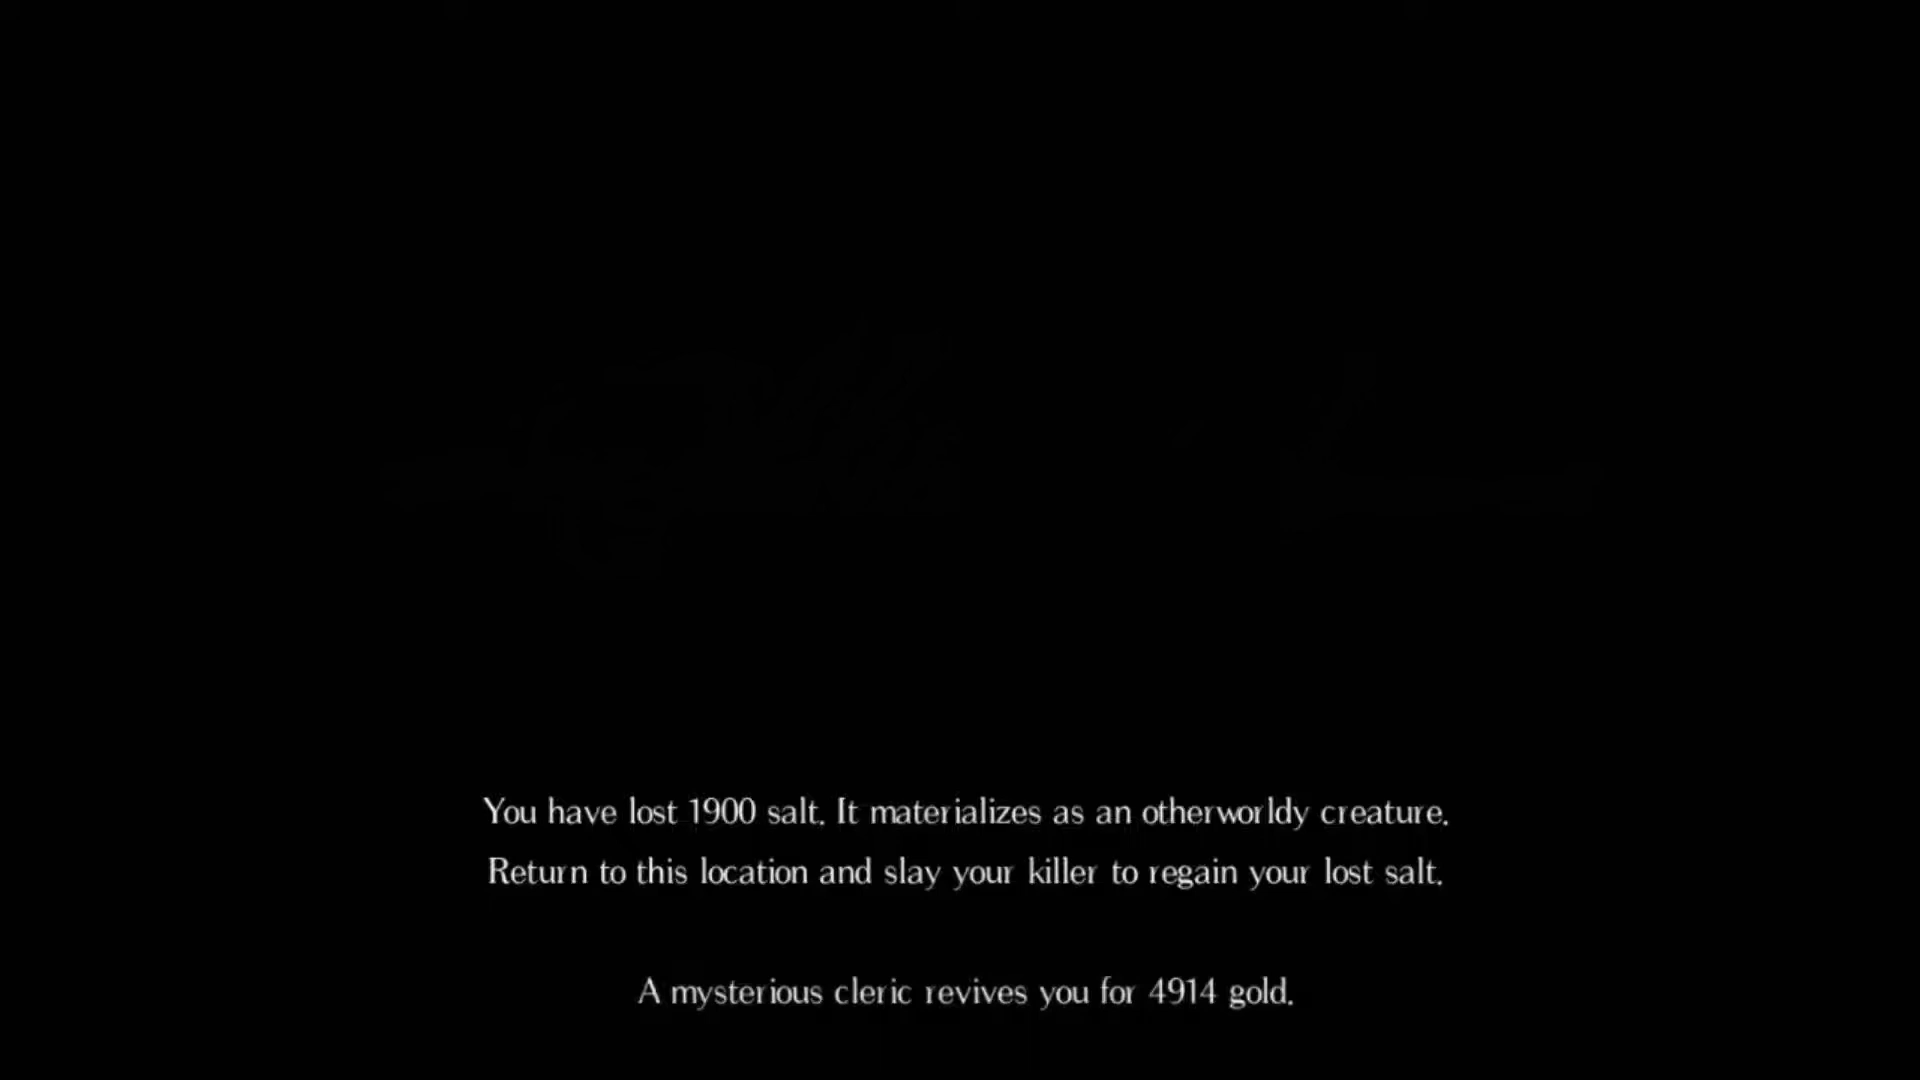 You have lost 1900 salt. It materializes as an otherworldly creature.
Return to this location and slay your killer to regain your lost salt.
A mysterious cleric revives you for 4914 gold.